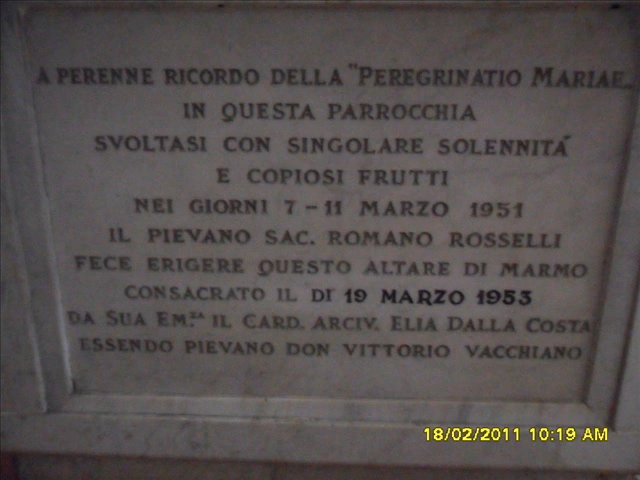 A PERENNE RICORDO DELLA "PEREGRINATIO MARIAE"
IN QUESTA PARROCCHIA
SVOLTASI CON SINGOLARE SOLENNITÁ
E COPIOSI FRUTTI
NEI GIORNI 7-11 MARZO 1951
IL PIEVANO SAC. ROMANO ROSSELLI
FECE ERIGERE QUESTO ALTARE DI MARMO
CONSACRATO IL DI 19 MARZO 1953
DA SUA EM.ZA IL CARD. ARCIV. ELIA DALLA COSTA
ESSENDO PIEVANO DON VITTORIO VACCHIANO
18/02/2011 10:19 AM